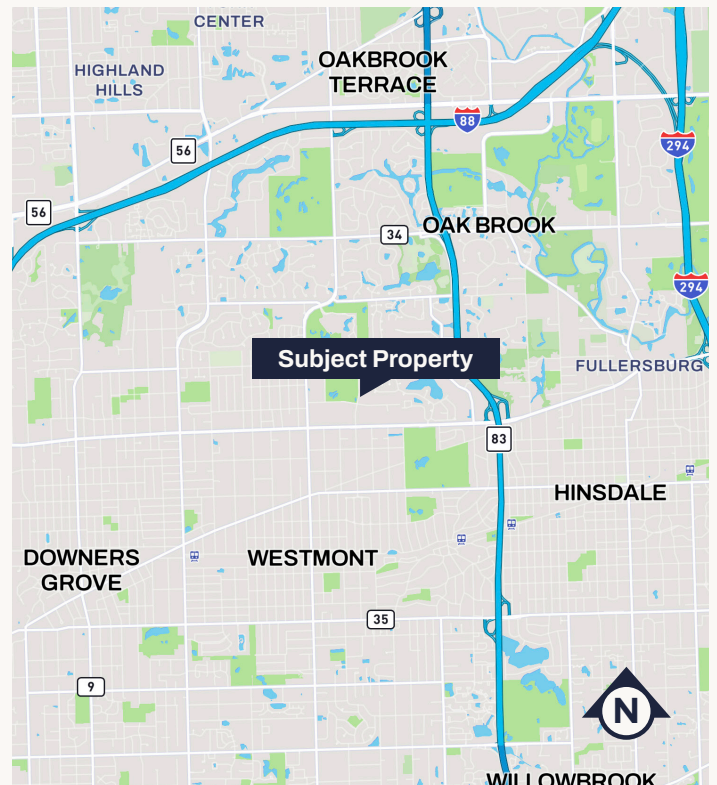 CENTER
OAKBROOK
TERRACE
HIGHLAND
HILLS
88
294
56
56
34
OAK BROOK
294
Subject Property
FULLERSBURG
83
HINSDALE
DOWNERS
GROVE
WESTMONT
35
9
N
WILLOWBROOK